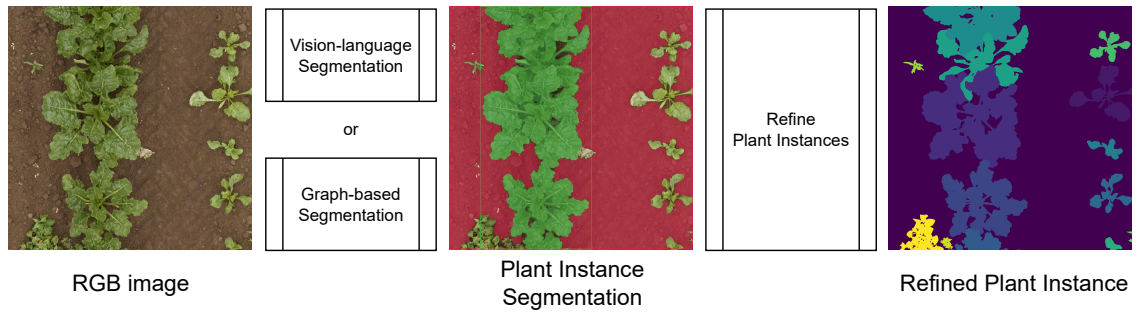 Vision-language
Segmentation
or
Graph-based
Segmentation
Refine
Plant Instances
RGB image
Plant Instance
Segmentation
Refined Plant Instance